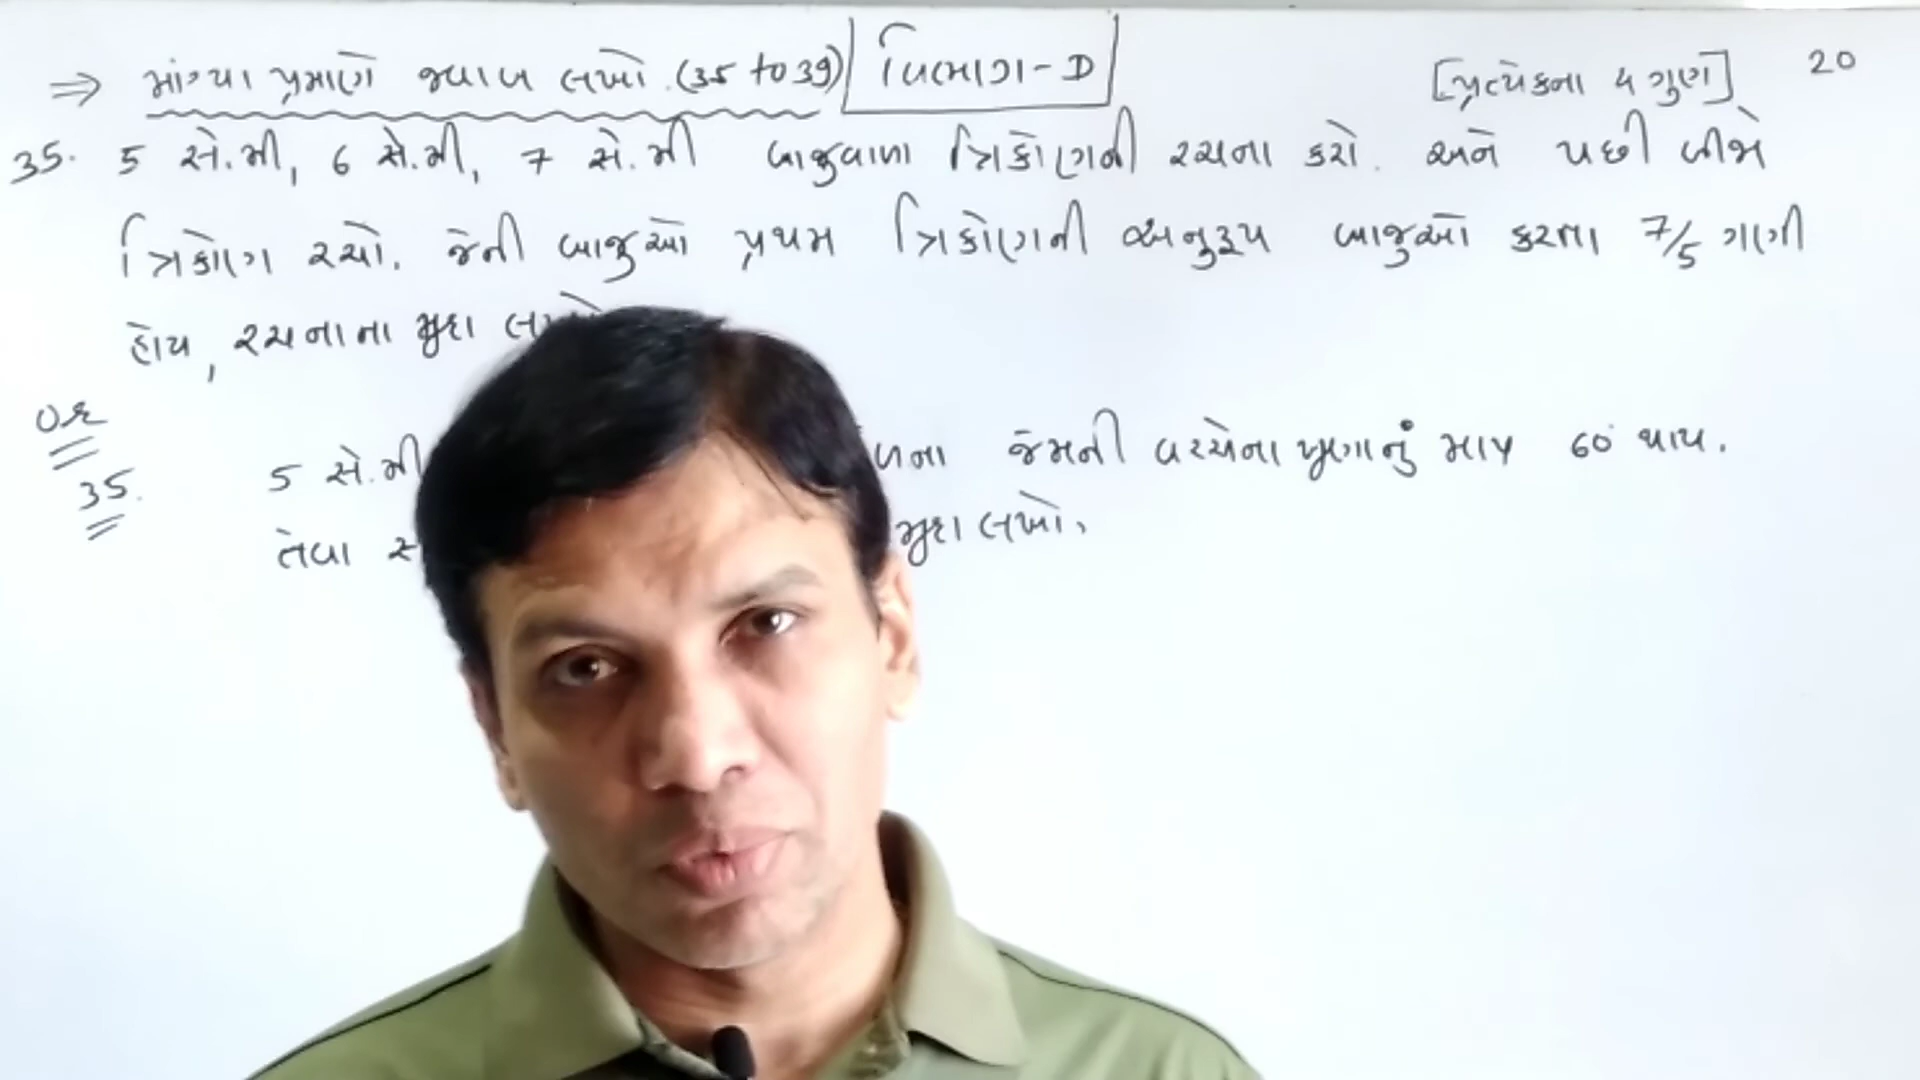 ⇒ માંગ્યા પ્રમાણે જવાબ લખો. (35 to 39) વિભાગ - D [પ્રત્યેકના 4 ગુણ] 20
35. 5 સે.મી, 6 સે.મી, 7 સે.મી બાજુવાળા ત્રિકોણની રચના કરો. અને પછી બીજો
ત્રિકોણ રચો. જેની બાજુઓ પ્રથમ ત્રિકોણની અનુરૂપ બાજુઓ કરતા 7/5 ગણી
હોય, રચનાના મુદ્દા
OR
35. 5 સે.મી જેમની વચ્ચેના ખુણાનું માપ 60° થાય.
તેવા મુદ્દા લખો.